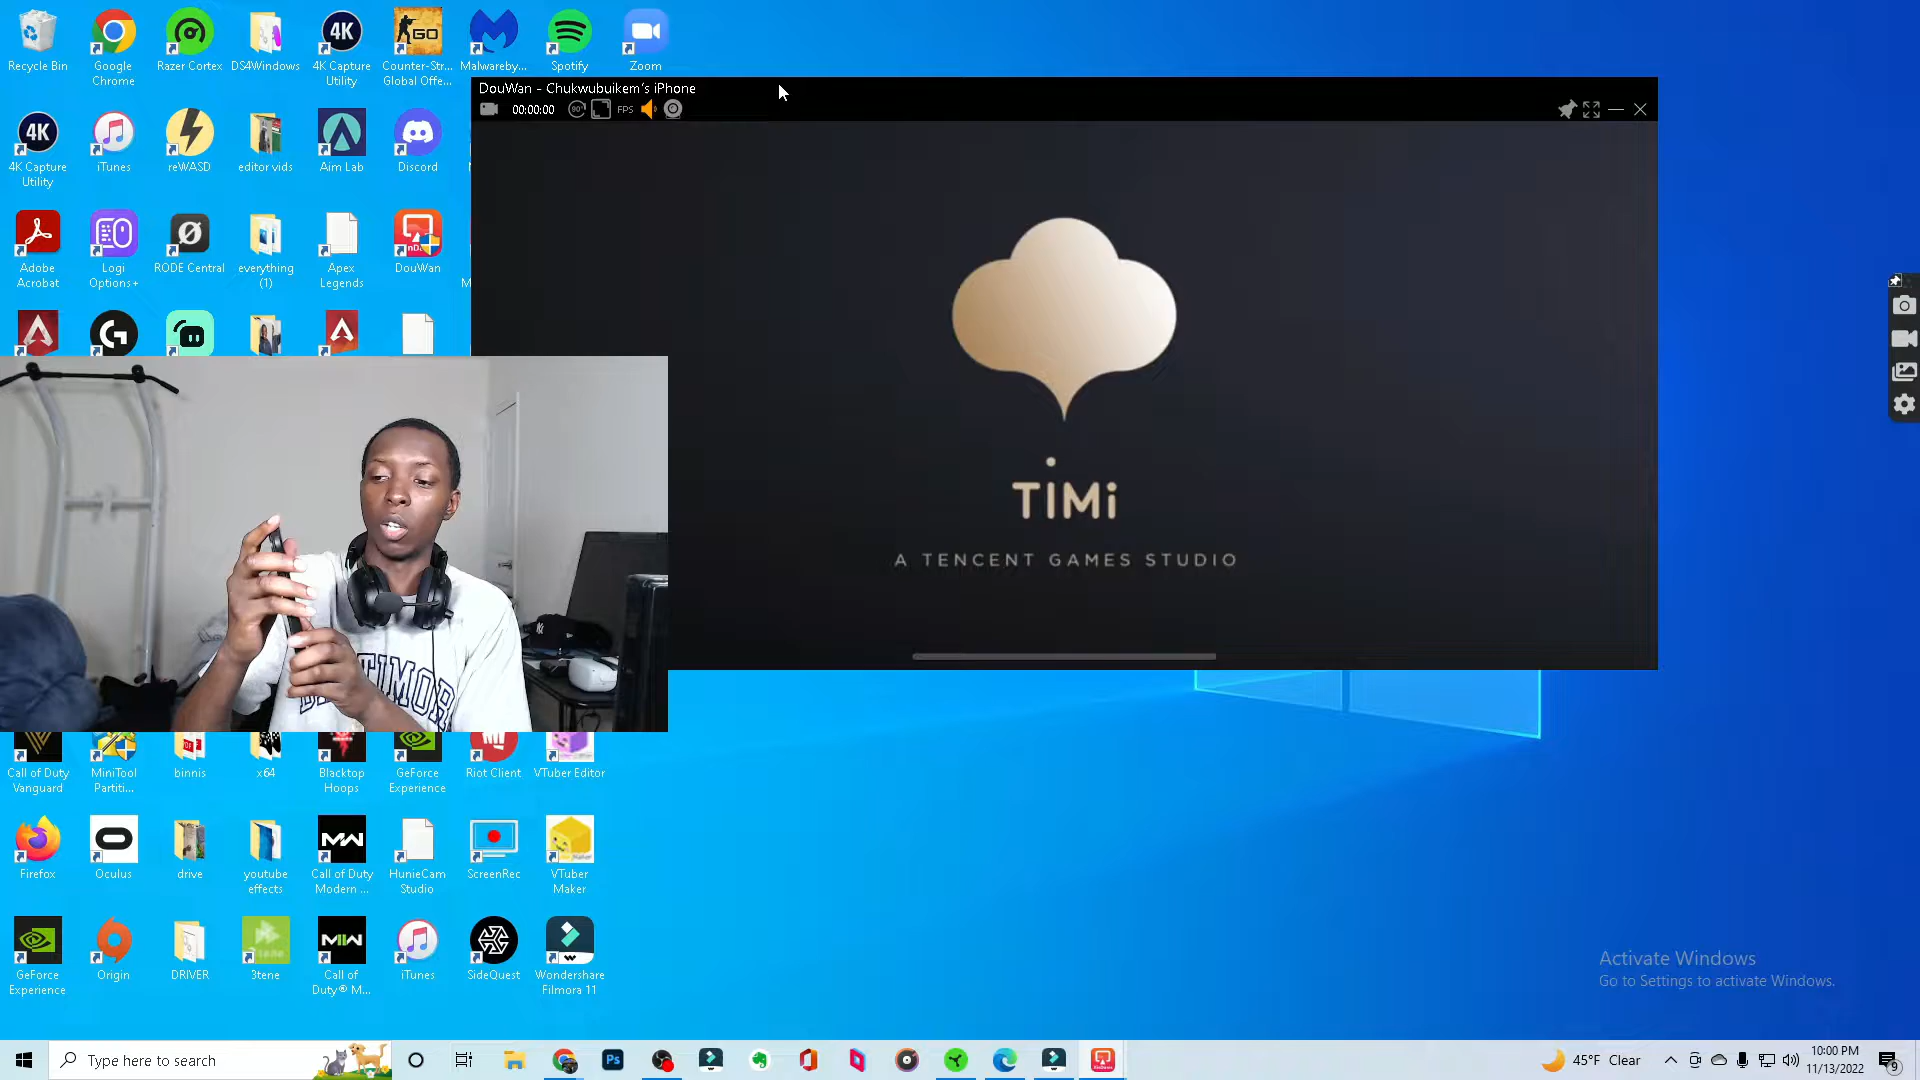 Recycle Bin
Google Chrome
Razer Cortex
DS4Windows
4K Capture Utility
Counter-Str... Global Offe...
Malwareby...
Spotify
Zoom
DouWan - Chukwubuikem's iPhone
00:00:00
90°
FPS
4K Capture Utility
iTunes
reWASD
editor vids
Aim Lab
Discord
Adobe Acrobat
Logi Options+
RODE Central
everything (1)
Apex Legends
DouWan
TiMi
A TENCENT GAMES STUDIO
Call of Duty Vanguard
MiniTool Partiti...
binnis
x64
Blacktop Hoops
GeForce Experience
Riot Client
VTuber Editor
Firefox
Oculus
drive
youtube effects
Call of Duty Modern ...
HunieCam Studio
ScreenRec
VTuber Maker
GeForce Experience
Origin
DRIVER
3tene
Call of Duty® M...
iTunes
SideQuest
Wondershare Filmora 11
Activate Windows
Go to Settings to activate Windows.
Type here to search
45°F Clear
10:00 PM
11/13/2022
9